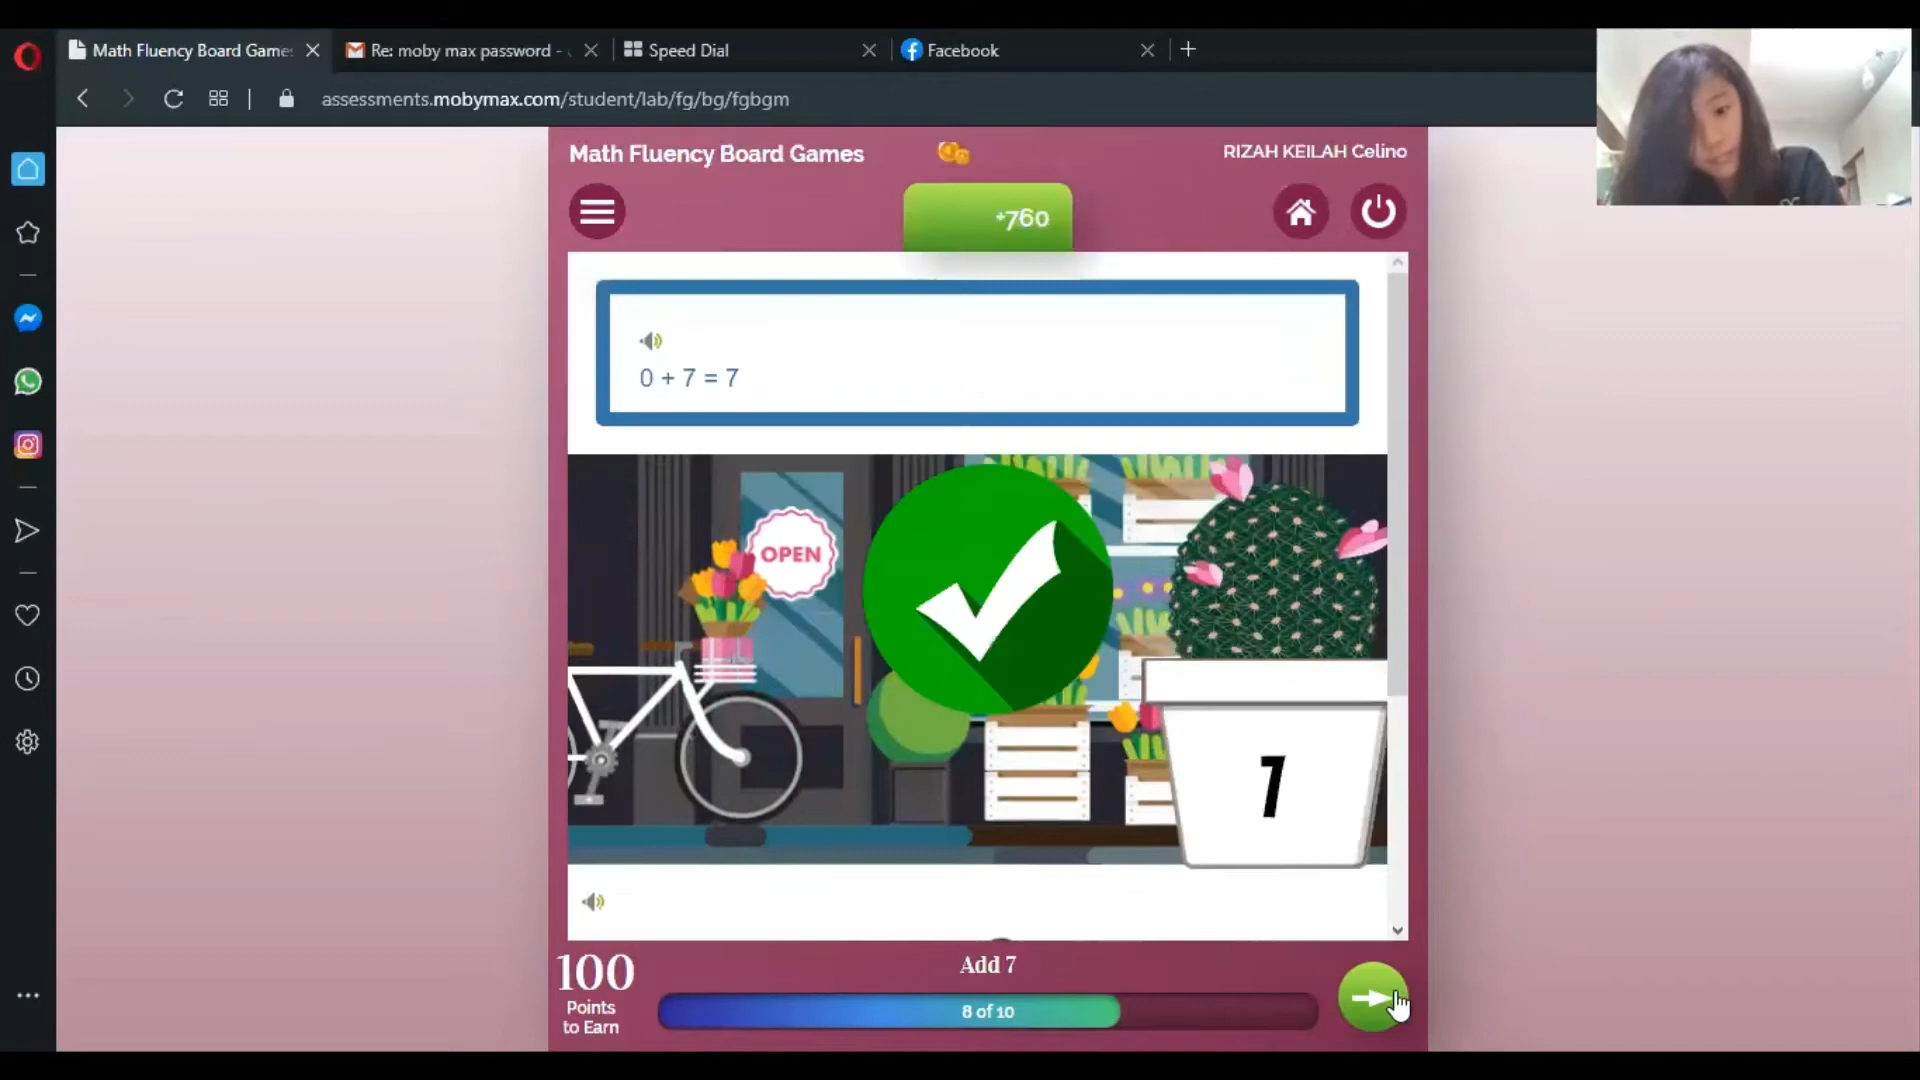 Math Fluency Board Game
Re: moby max password -
Speed Dial
Facebook
assessments.mobymax.com/student/lab/fg/bg/fgbgm
Math Fluency Board Games
RIZAH KEILAH Celino
+760
0 + 7 = 7
OPEN
7
100
Points
to Earn
Add 7
8 of 10